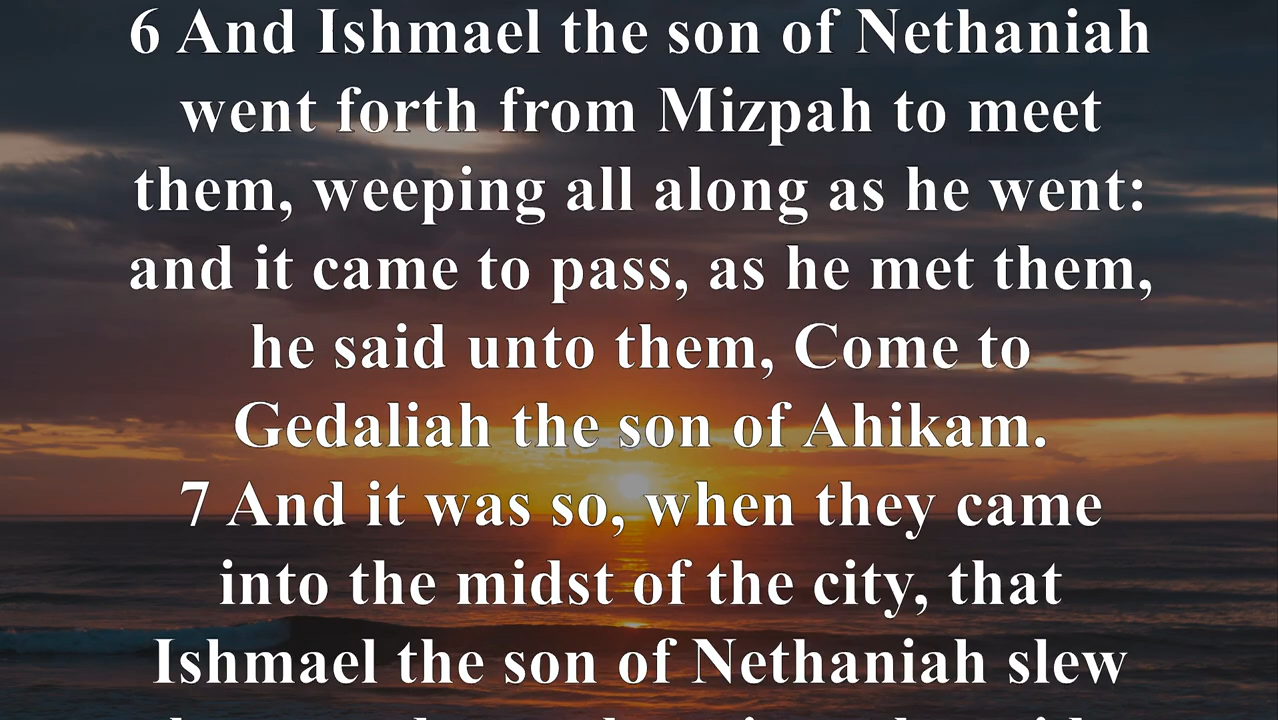 6 And Ishmael the son of Nethaniah
went forth from Mizpah to meet
them, weeping all along as he went:
and it came to pass, as he met them,
he said unto them, Come to
Gedaliah the son of Ahikam.
7 And it was so, when they came
into the midst of the city, that
Ishmael the son of Nethaniah slew